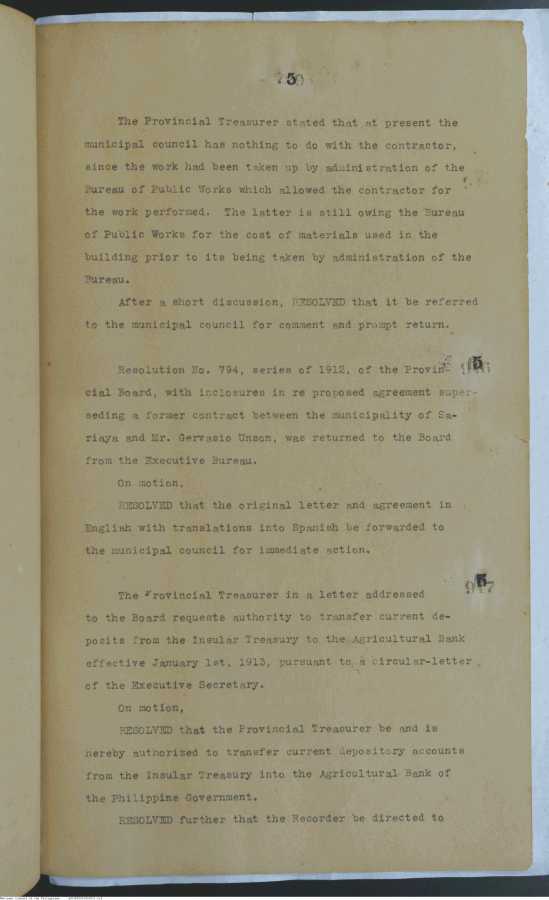 The Provincial Treasurer stated that at present the
municipal council has nothing to do with the contractor,
since the work had been taken up by administration of the
Bureau of Public Works which allowed the contractor for
the work performed. The latter is still owing the Bureau
of Public Works for the cost of materials used in the
building prior to its being taken by administration of the
Bureau.
After a short discussion, RESOLVED that it be referred
to the municipal council for comment and prompt return.
Resolution No. 794, series of 1912, of the Provin-
cial Board, with inclosures in re proposed agreement super-
seding a former contract between the municipality of Sa-
riaya and Mr. Gervasio Unson, was returned to the Board
from the Executive Bureau.
On motion,
RESOLVED that the original letter and agreement in
English with translations into Spanish be forwarded to
the municipal council for immediate action.
The Provincial Treasurer in a letter addressed
to the Board requests authority to transfer current de-
posits from the Insular Treasury to the Agricultural Bank
effective January 1st, 1913, pursuant to a circular-letter
of the Executive Secretary.
On motion,
RESOLVED that the Provincial Treasurer be and is
hereby authorized to transfer current depository accounts
from the Insular Treasury into the Agricultural Bank of
the Philippine Government.
RESOLVED further that the Recorder be directed to